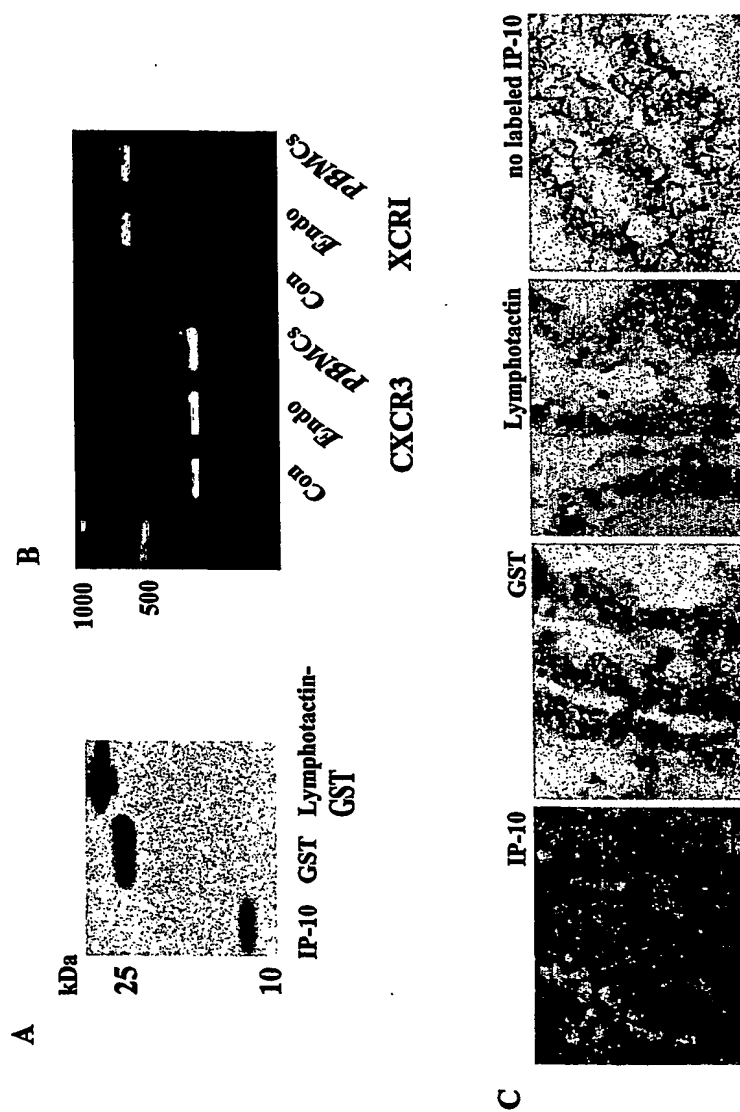 A
kDa
25
10
IP-10 GST Lymphotactin-
GST
B
1000
500
Con Endo PBMCs Con Endo PBMCs
CXCR3 XCR1
C
IP-10 GST Lymphotactin no labeled IP-10